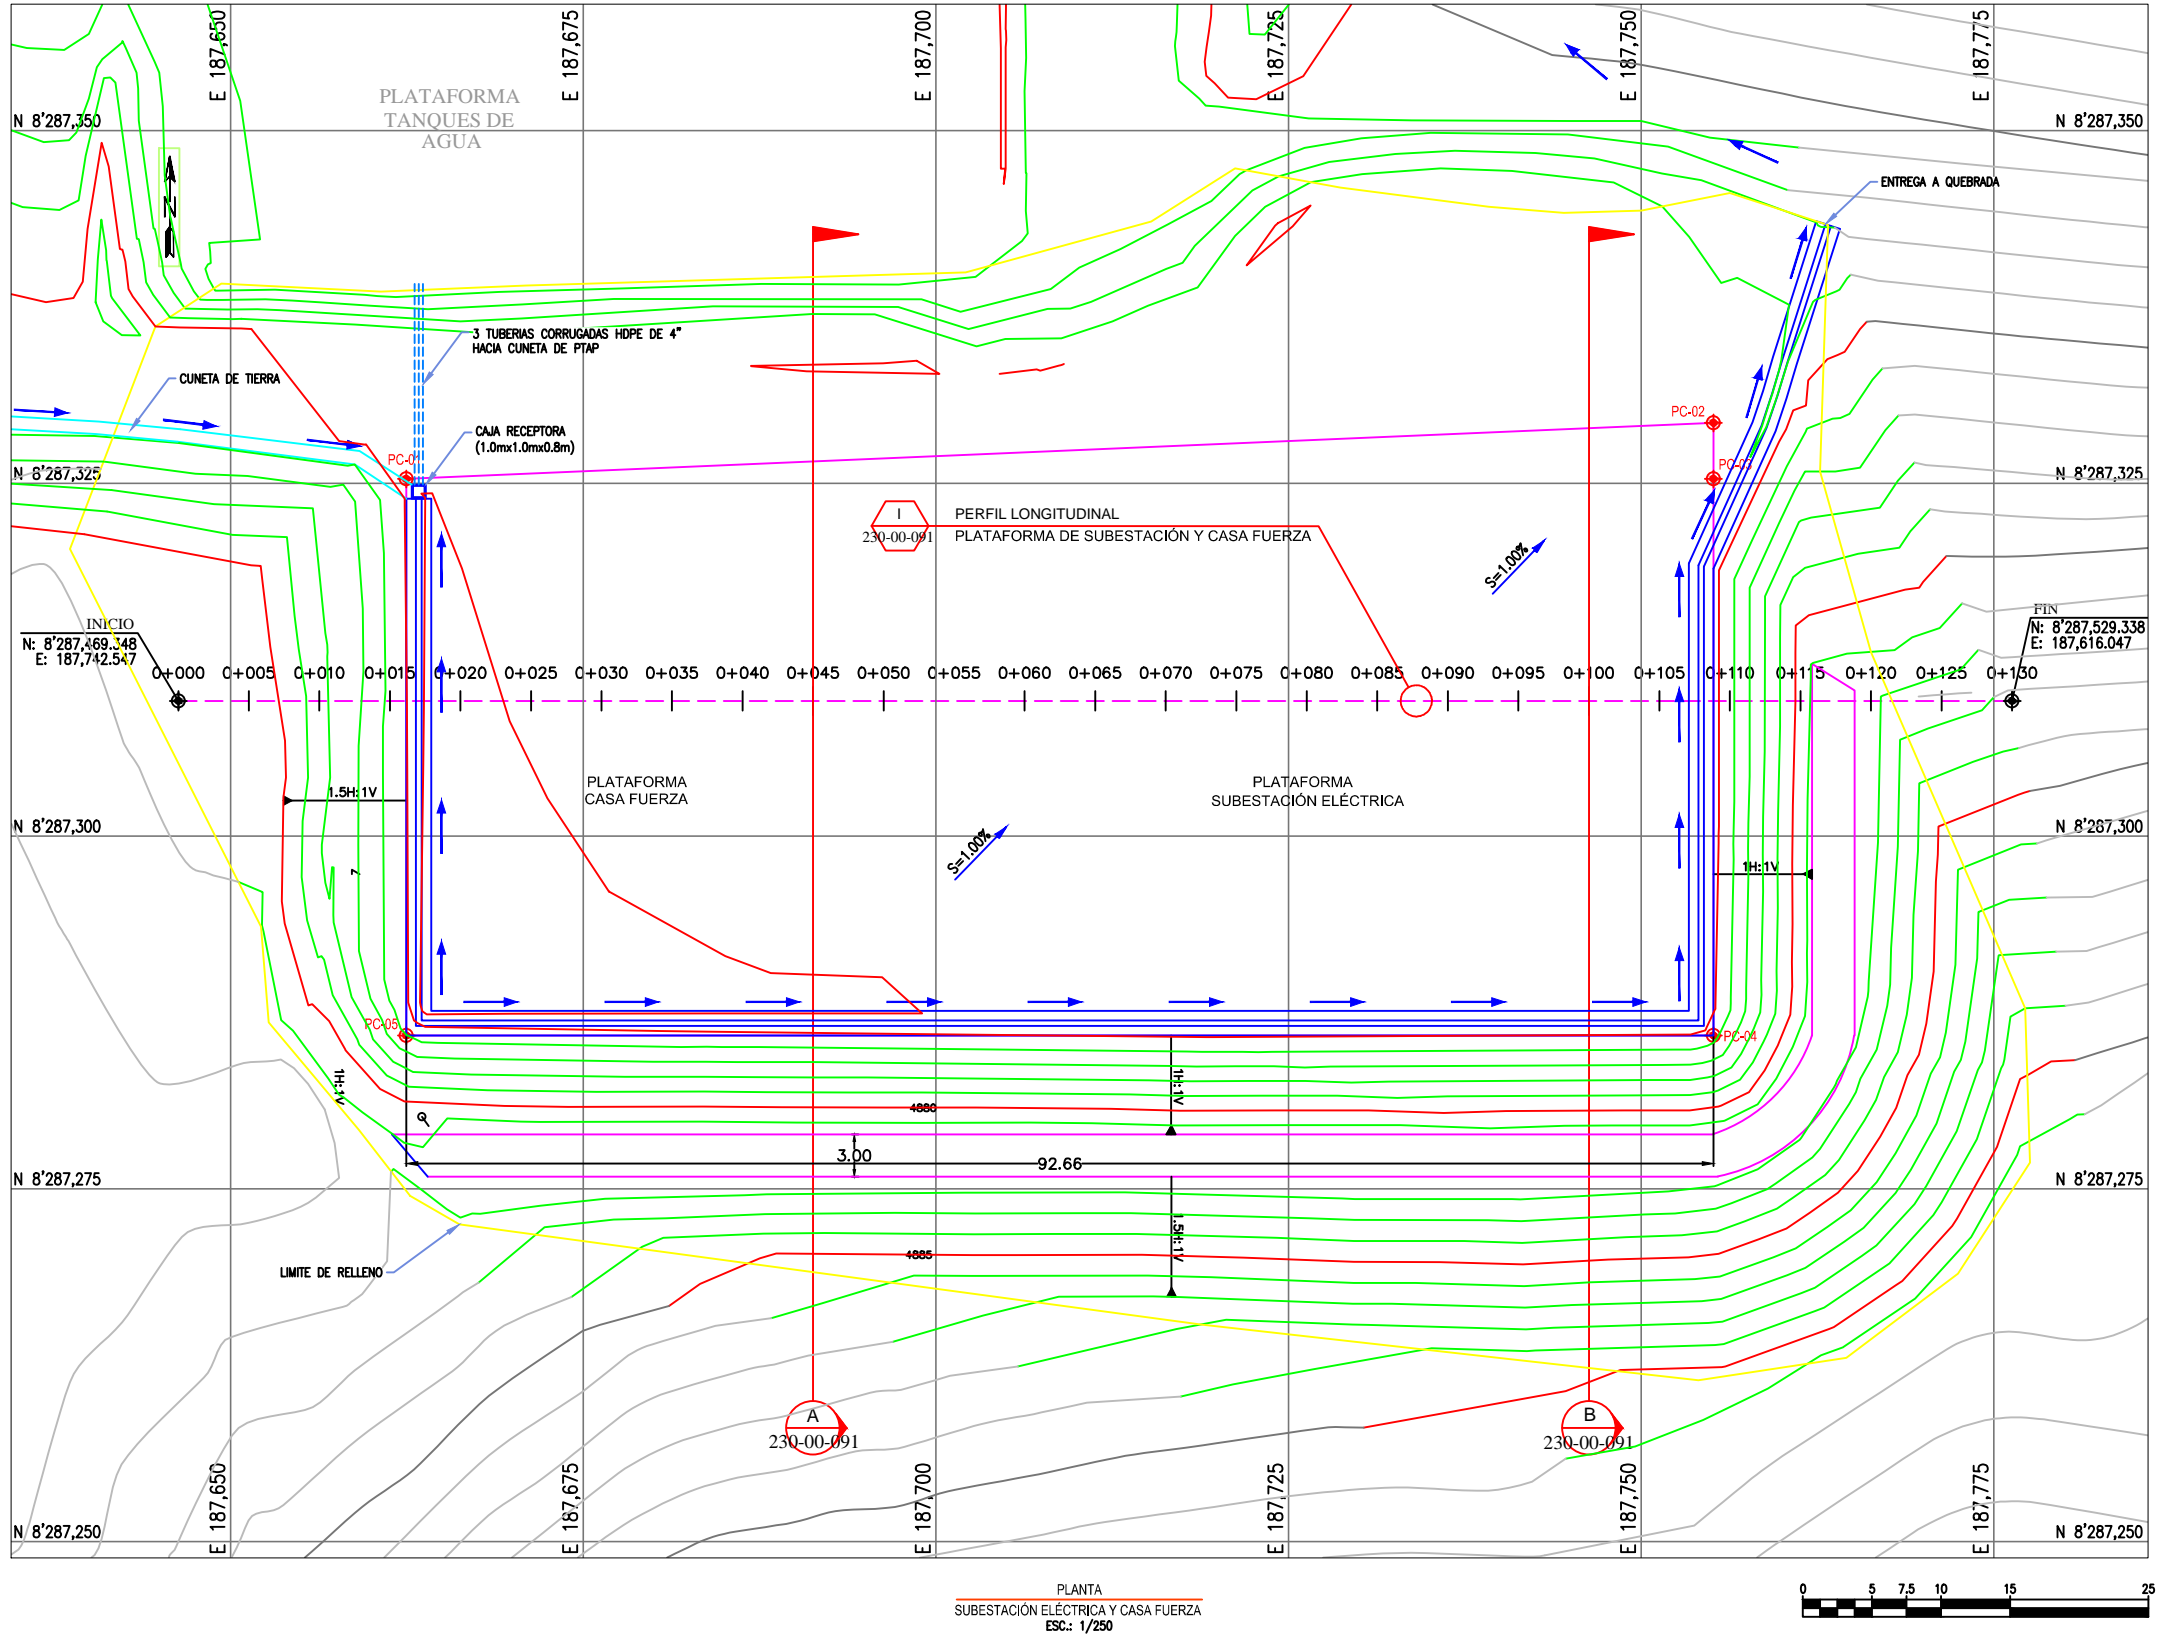 E 187,650
E 187,675
E 187,700
E 187,725
E 187,750
E 187,775
PLATAFORMA
TANQUES DE
AGUA
N 8'287,350
N 8'287,350
N
ENTREGA A QUEBRADA
3 TUBERIAS CORRUGADAS HDPE DE 4"
HACIA CUNETA DE PTAP
CUNETA DE TIERRA
CAJA RECEPTORA
(1.0mx1.0mx0.8m)
PC-02
PC-01
PC-03
N 8'287,325
N 8'287,325
I
230-00-091
PERFIL LONGITUDINAL
PLATAFORMA DE SUBESTACIÓN Y CASA FUERZA
S=1.00%
INICIO
N: 8'287,469.348
E: 187,742.547
FIN
N: 8'287,529.338
E: 187,616.047
0+000 0+005 0+010 0+015 0+020 0+025 0+030 0+035 0+040 0+045 0+050 0+055 0+060 0+065 0+070 0+075 0+080 0+085 0+090 0+095 0+100 0+105 0+110 0+115 0+120 0+125 0+130
PLATAFORMA
CASA FUERZA
PLATAFORMA
SUBESTACIÓN ELÉCTRICA
1.5H:1V
N 8'287,300
N 8'287,300
S=1.00%
1H:1V
PC-05
PC-04
1H:1V
1H:1V
4880
3.00
92.66
N 8'287,275
N 8'287,275
1.5H:1V
4885
LIMITE DE RELLENO
A
230-00-091
B
230-00-091
E 187,650
E 187,675
E 187,700
E 187,725
E 187,750
E 187,775
N 8'287,250
N 8'287,250
PLANTA
SUBESTACIÓN ELÉCTRICA Y CASA FUERZA
ESC.: 1/250
0 5 7.5 10 15 25